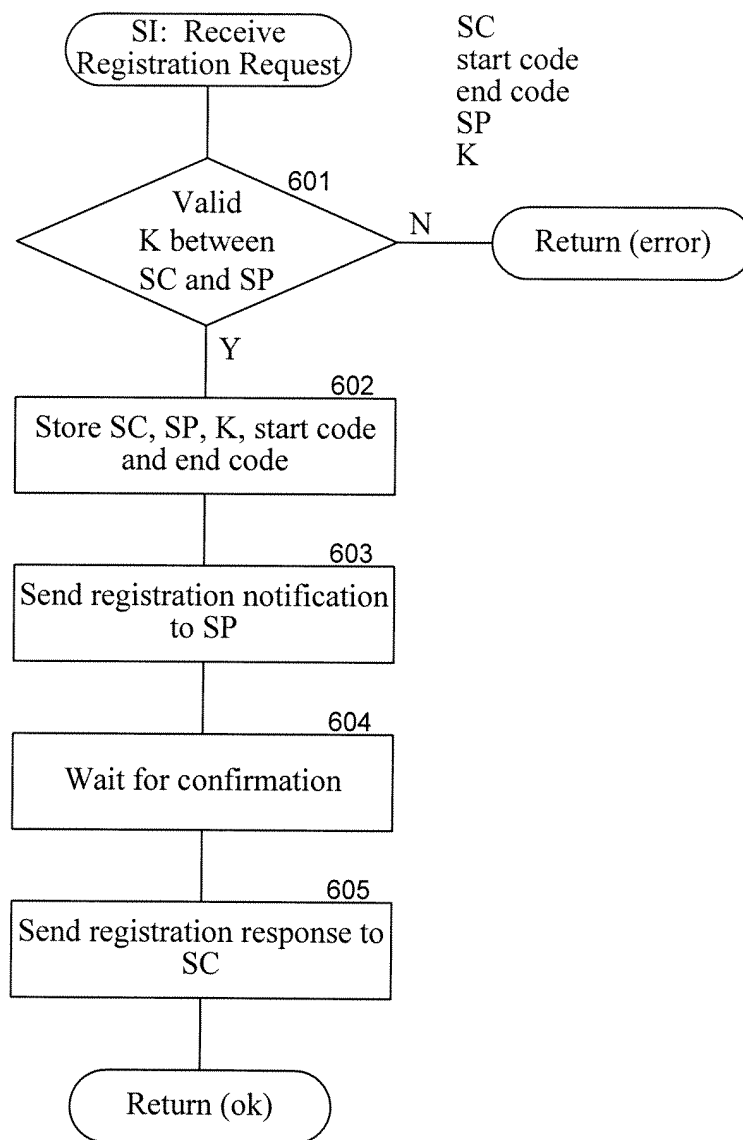 SI: Receive
Registration Request
SC
start code
end code
SP
K
601
Valid
K between
SC and SP
N
Return (error)
Y
602
Store SC, SP, K, start code
and end code
603
Send registration notification
to SP
604
Wait for confirmation
605
Send registration response to
SC
Return (ok)